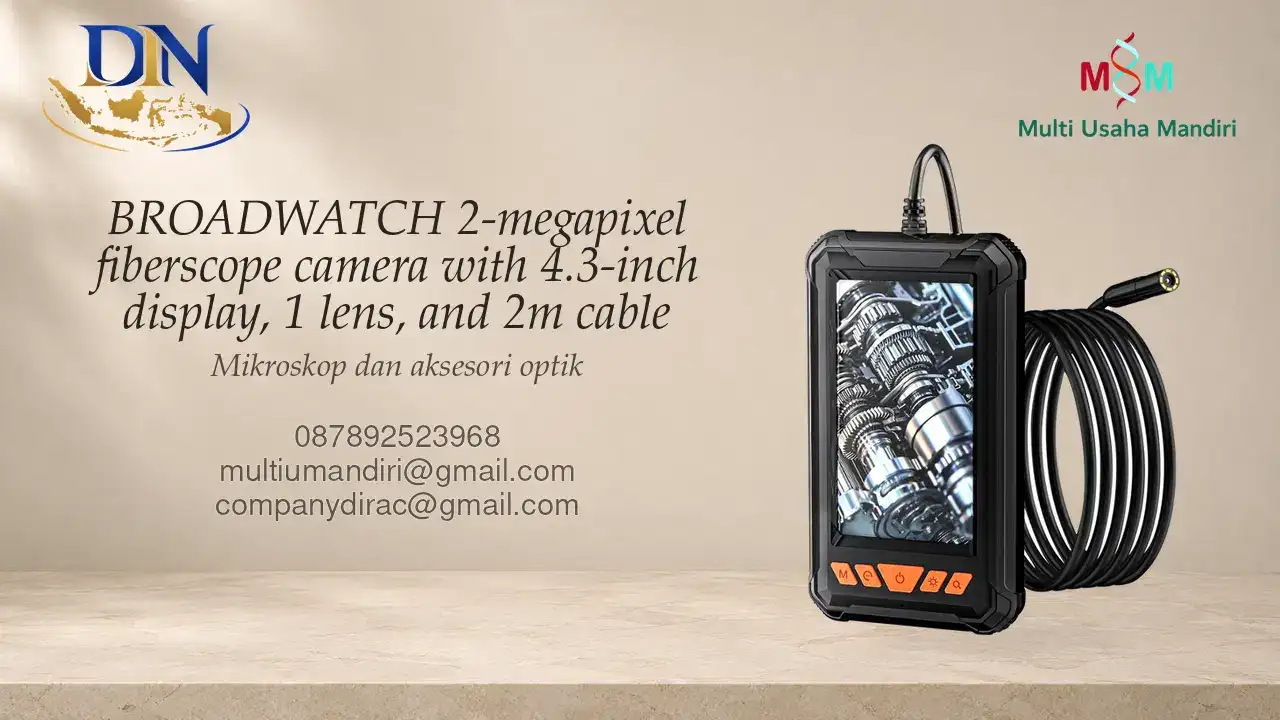 DIN
M M
Multi Usaha Mandiri
BROADWATCH 2-megapixel
fiberscope camera with 4.3-inch
display, 1 lens, and 2m cable
Mikroskop dan aksesori optik
087892523968
multiumandiri@gmail.com
companydirac@gmail.com
M